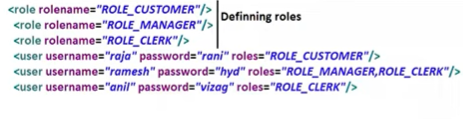 <role rolename="ROLE_CUSTOMER"/>
Definning roles
<role rolename="ROLE_MANAGER"/>
<role rolename="ROLE_CLERK"/>
<user username="raja" password="rani" roles="ROLE_CUSTOMER"/>
<user username="ramesh" password="hyd" roles="ROLE_MANAGER,ROLE_CLERK"/>
<user username="anil" password="vizag" roles="ROLE_CLERK"/>